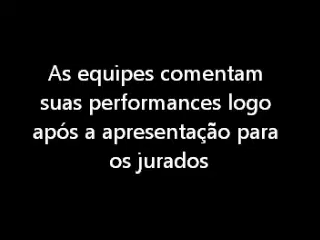 As equipes comentam
suas performances logo
após a apresentação para
os jurados